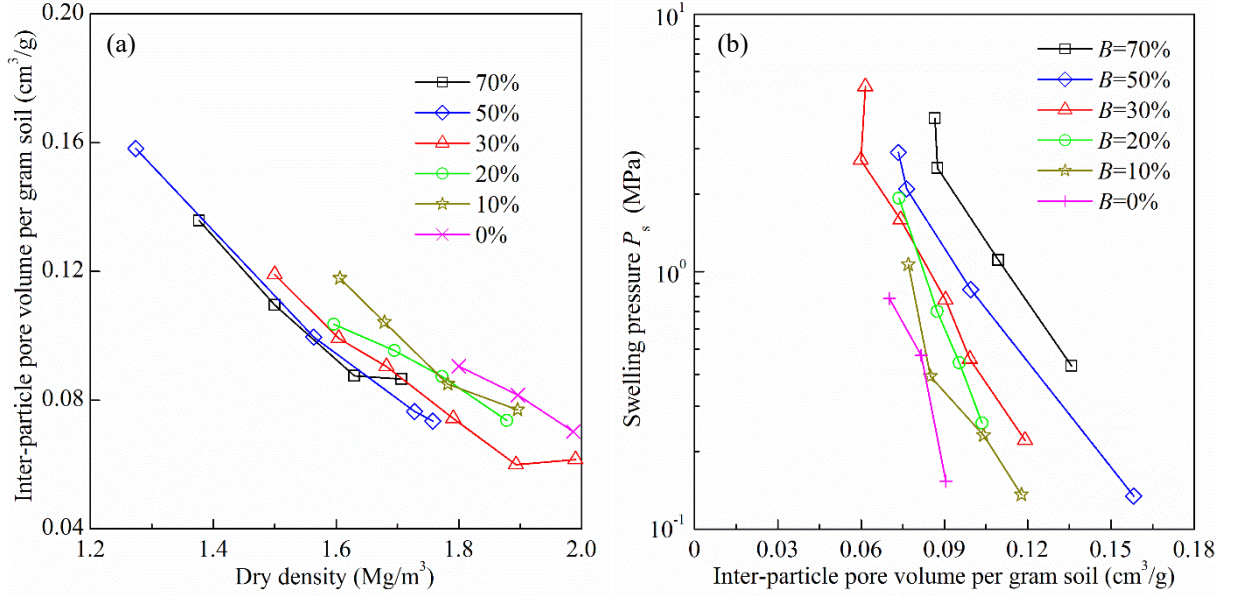 (a)
Inter-particle pore volume per gram soil (cm³/g)
0.20
0.16
0.12
0.08
0.04
70%
50%
30%
20%
10%
0%
1.2
1.4
1.6
1.8
2.0
Dry density (Mg/m³)
(b)
Swelling pressure Pₛ (MPa)
10¹
10⁰
10⁻¹
B=70%
B=50%
B=30%
B=20%
B=10%
B=0%
0
0.03
0.06
0.09
0.12
0.15
0.18
Inter-particle pore volume per gram soil (cm³/g)